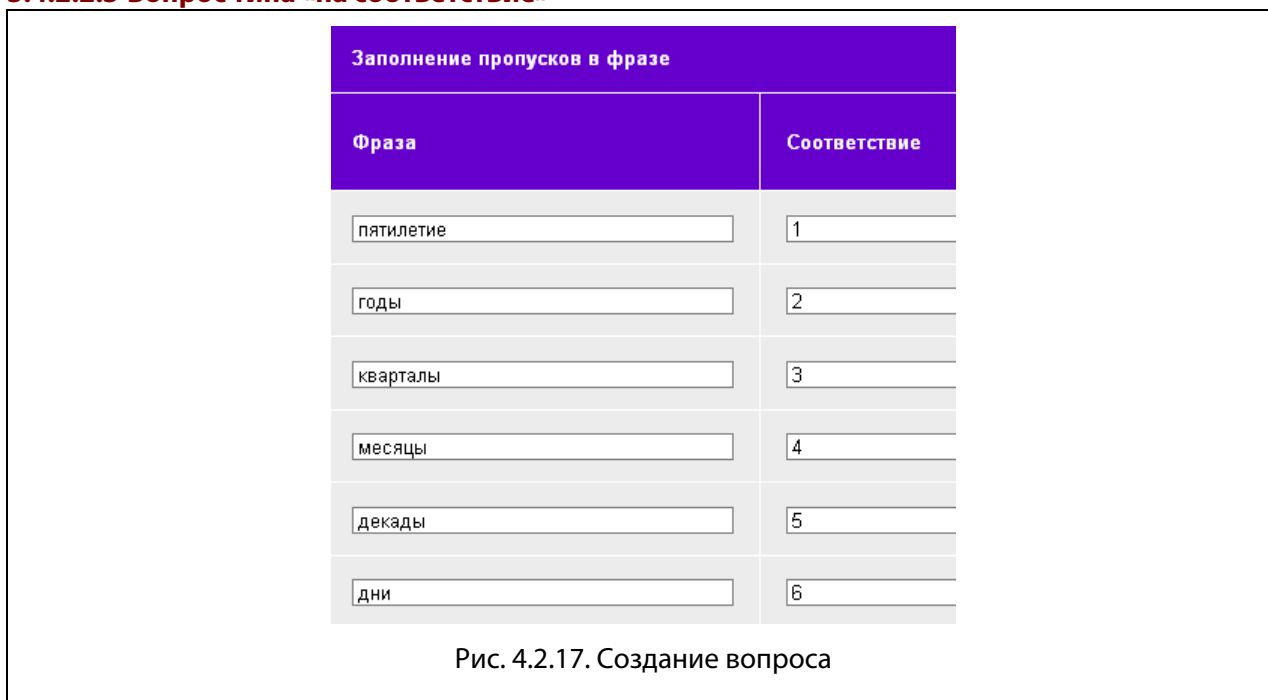 Заполнение пропусков в фразе
Фраза Соответствие
пятилетие 1
годы 2
кварталы 3
месяцы 4
декады 5
дни 6
Рис. 4.2.17. Создание вопроса